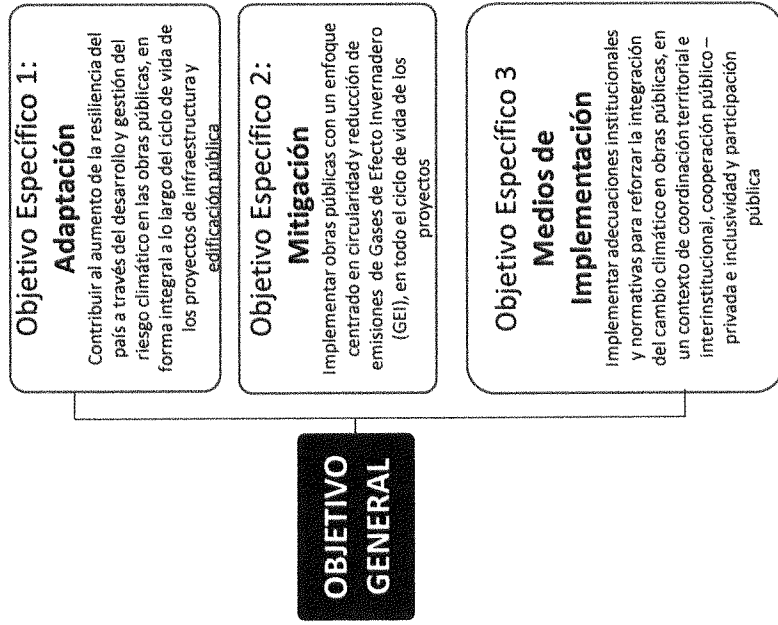 OBJETIVO
GENERAL
Objetivo Específico 1:
Adaptación
Contribuir al aumento de la resiliencia del
país a través del desarrollo y gestión del
riesgo climático en las obras públicas, en
forma integral a lo largo del ciclo de vida de
los proyectos de infraestructura y
edificación pública
Objetivo Específico 2:
Mitigación
Implementar obras públicas con un enfoque
centrado en circularidad y reducción de
emisiones de Gases de Efecto Invernadero
(GEI), en todo el ciclo de vida de los
proyectos
Objetivo Específico 3
Medios de
Implementación
Implementar adecuaciones institucionales
y normativas para reforzar la integración
del cambio climático en obras públicas, en
un contexto de coordinación territorial e
interinstitucional, cooperación público –
privada e inclusividad y participación
pública